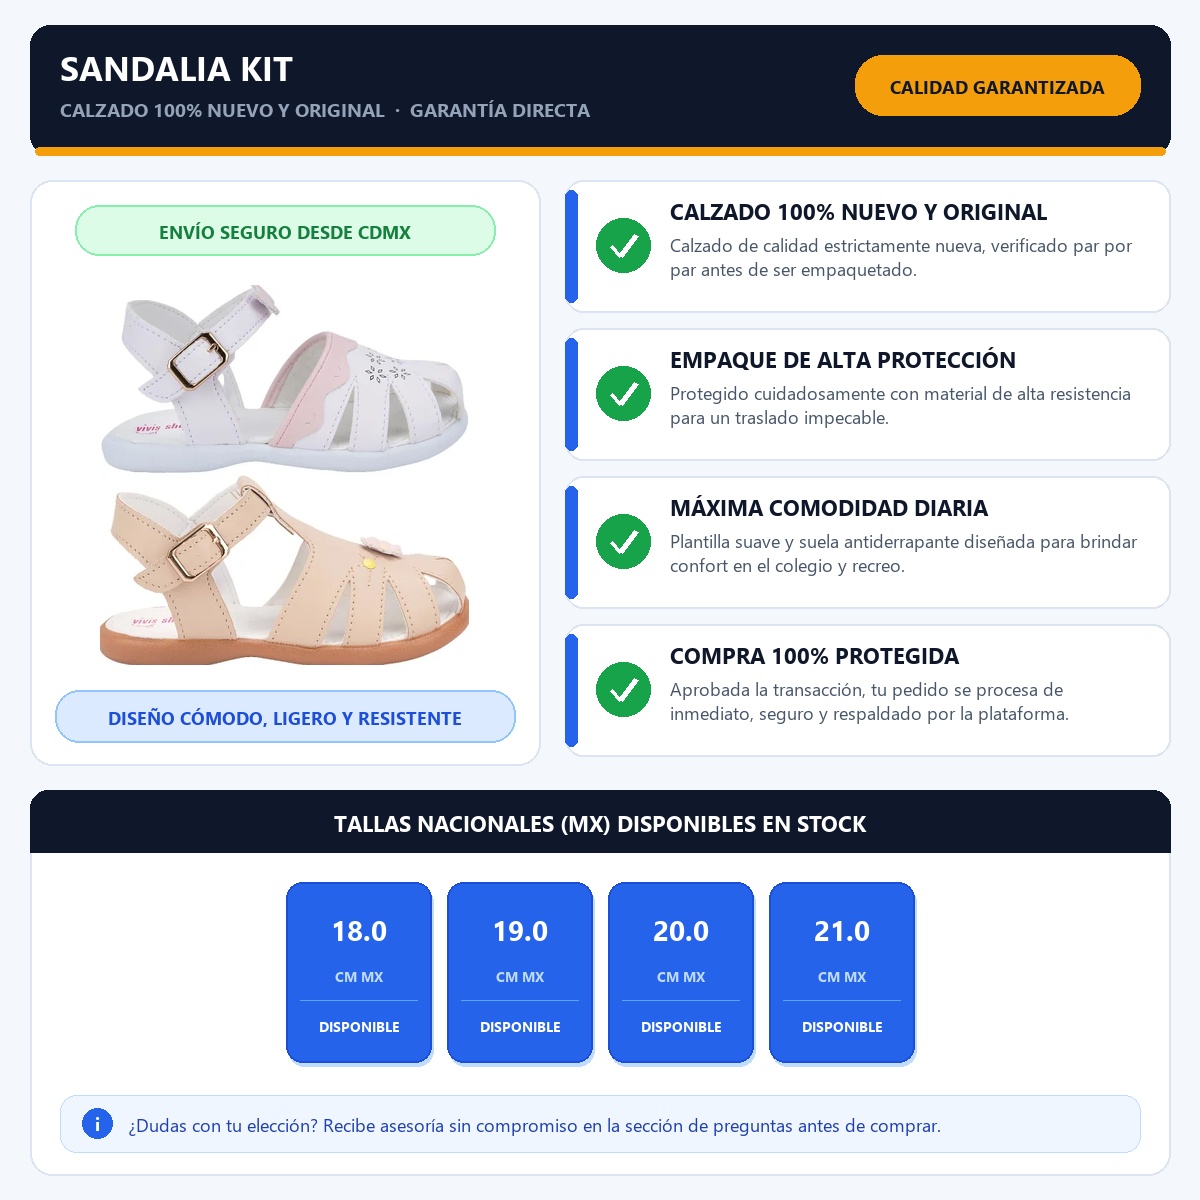 SANDALIA KIT
CALZADO 100% NUEVO Y ORIGINAL · GARANTÍA DIRECTA
CALIDAD GARANTIZADA
ENVÍO SEGURO DESDE CDMX
vivis
vivis
DISEÑO CÓMODO, LIGERO Y RESISTENTE
CALZADO 100% NUEVO Y ORIGINAL
Calzado de calidad estrictamente nueva, verificado par por
par antes de ser empaquetado.
EMPAQUE DE ALTA PROTECCIÓN
Protegido cuidadosamente con material de alta resistencia
para un traslado impecable.
MÁXIMA COMODIDAD DIARIA
Plantilla suave y suela antiderrapante diseñada para brindar
confort en el colegio y recreo.
COMPRA 100% PROTEGIDA
Aprobada la transacción, tu pedido se procesa de
inmediato, seguro y respaldado por la plataforma.
TALLAS NACIONALES (MX) DISPONIBLES EN STOCK
18.0
CM MX
DISPONIBLE
19.0
CM MX
DISPONIBLE
20.0
CM MX
DISPONIBLE
21.0
CM MX
DISPONIBLE
¿Dudas con tu elección? Recibe asesoría sin compromiso en la sección de preguntas antes de comprar.